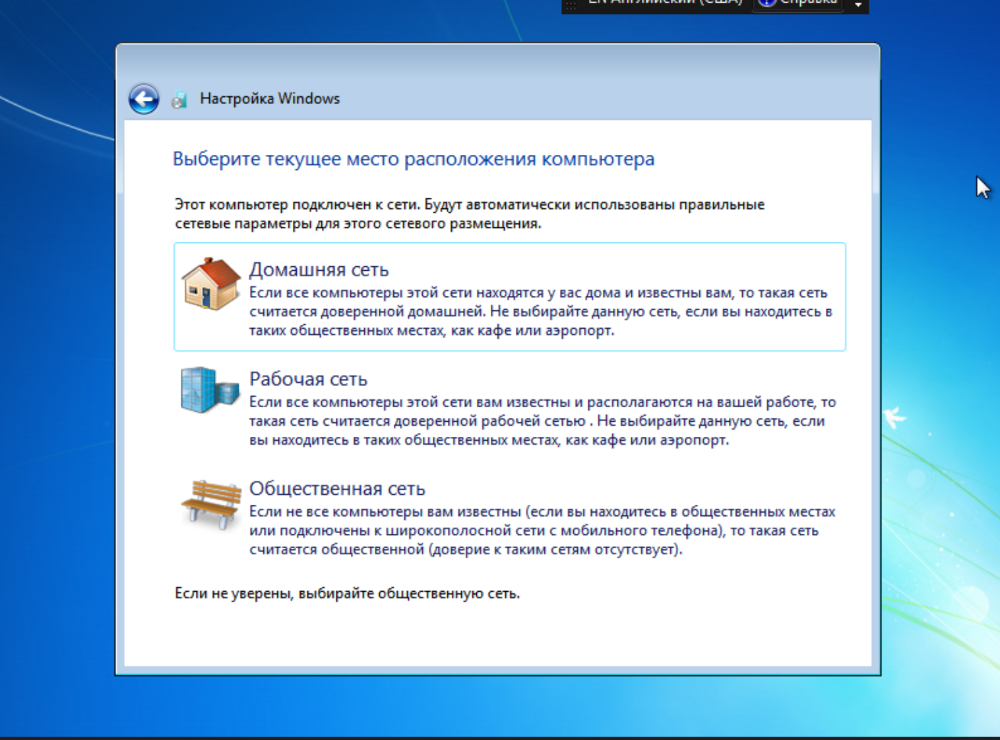 EN Английский (США) Справка
Настройка Windows
Выберите текущее место расположения компьютера
Этот компьютер подключен к сети. Будут автоматически использованы правильные
сетевые параметры для этого сетевого размещения.
Домашняя сеть
Если все компьютеры этой сети находятся у вас дома и известны вам, то такая сеть
считается доверенной домашней. Не выбирайте данную сеть, если вы находитесь в
таких общественных местах, как кафе или аэропорт.
Рабочая сеть
Если все компьютеры этой сети вам известны и располагаются на вашей работе, то
такая сеть считается доверенной рабочей сетью . Не выбирайте данную сеть, если
вы находитесь в таких общественных местах, как кафе или аэропорт.
Общественная сеть
Если не все компьютеры вам известны (если вы находитесь в общественных местах
или подключены к широкополосной сети с мобильного телефона), то такая сеть
считается общественной (доверие к таким сетям отсутствует).
Если не уверены, выбирайте общественную сеть.